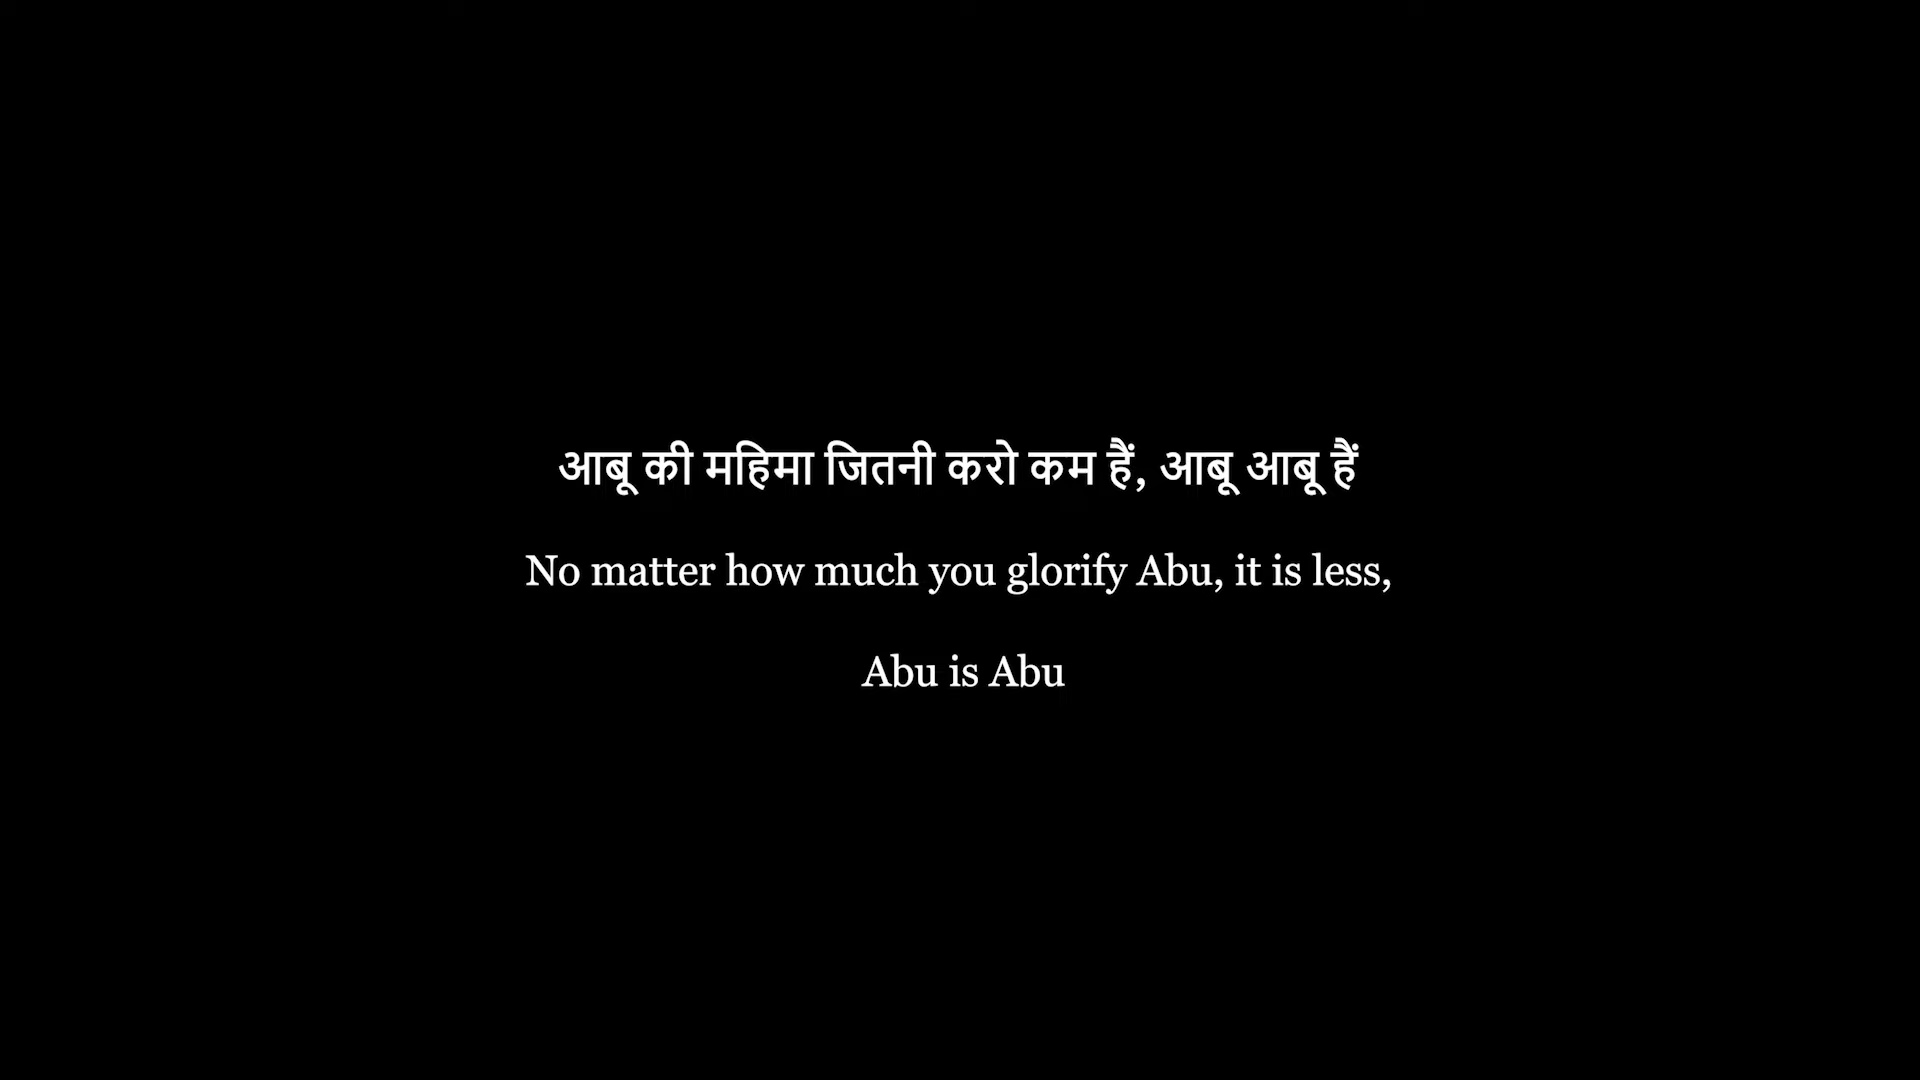 आबू की महिमा जितनी करो कम हैं, आबू आबू हैं
No matter how much you glorify Abu, it is less,
Abu is Abu